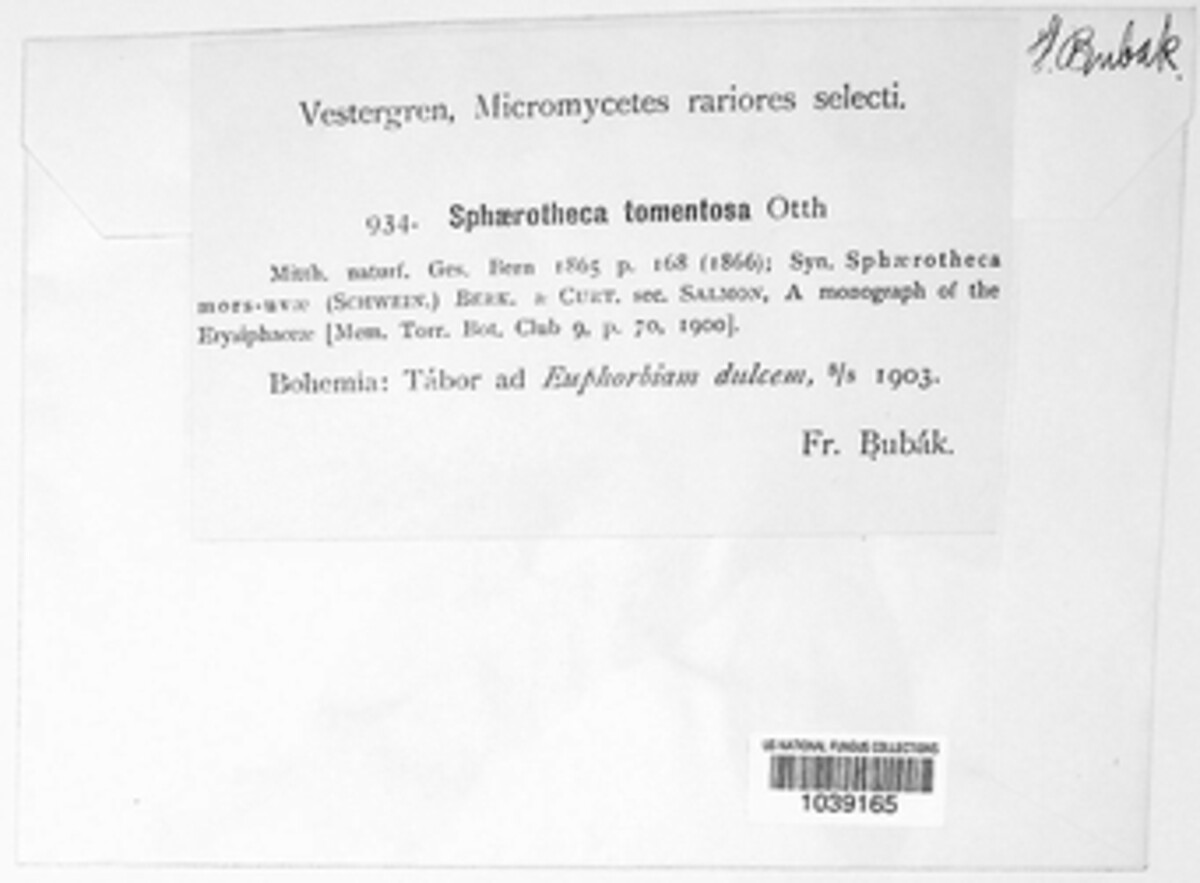 F. Bubák.
Vestergren, Micromycetes rariores selecti.
934. Sphærotheca tomentosa Otth
Mitth. naturf. Ges. Bern 1865 p. 168 (1866); Syn. Sphærotheca
mors-uvæ (SCHWEIN.) BERK. & CURT. sec. SALMON, A monograph of the
Erysiphaceæ [Mem. Torr. Bot. Club 9, p. 70, 1900].
Bohemia: Tábor ad Euphorbiam dulcem, 8/8 1903.
Fr. Bubák.
US NATIONAL FUNGUS COLLECTIONS
1039165